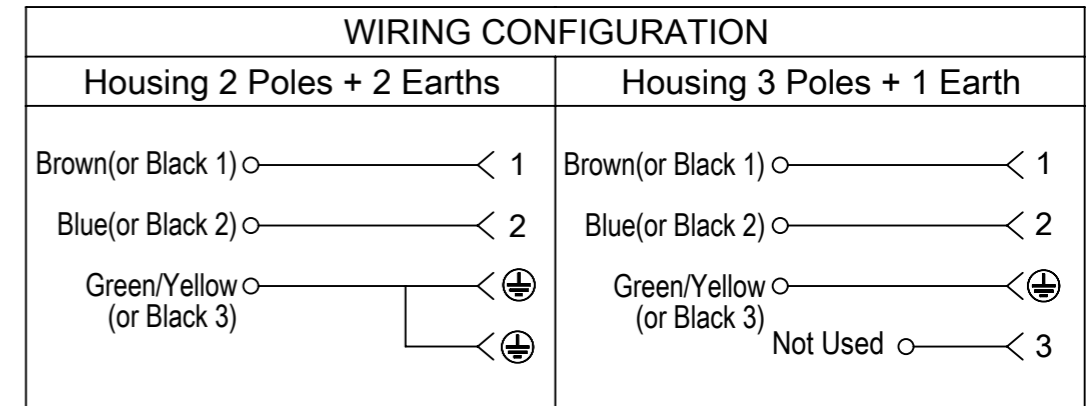 WIRING CONFIGURATION
Housing 2 Poles + 2 Earths
Brown(or Black 1) 1
Blue(or Black 2) 2
Green/Yellow
(or Black 3)
Housing 3 Poles + 1 Earth
Brown(or Black 1) 1
Blue(or Black 2) 2
Green/Yellow
(or Black 3)
Not Used 3